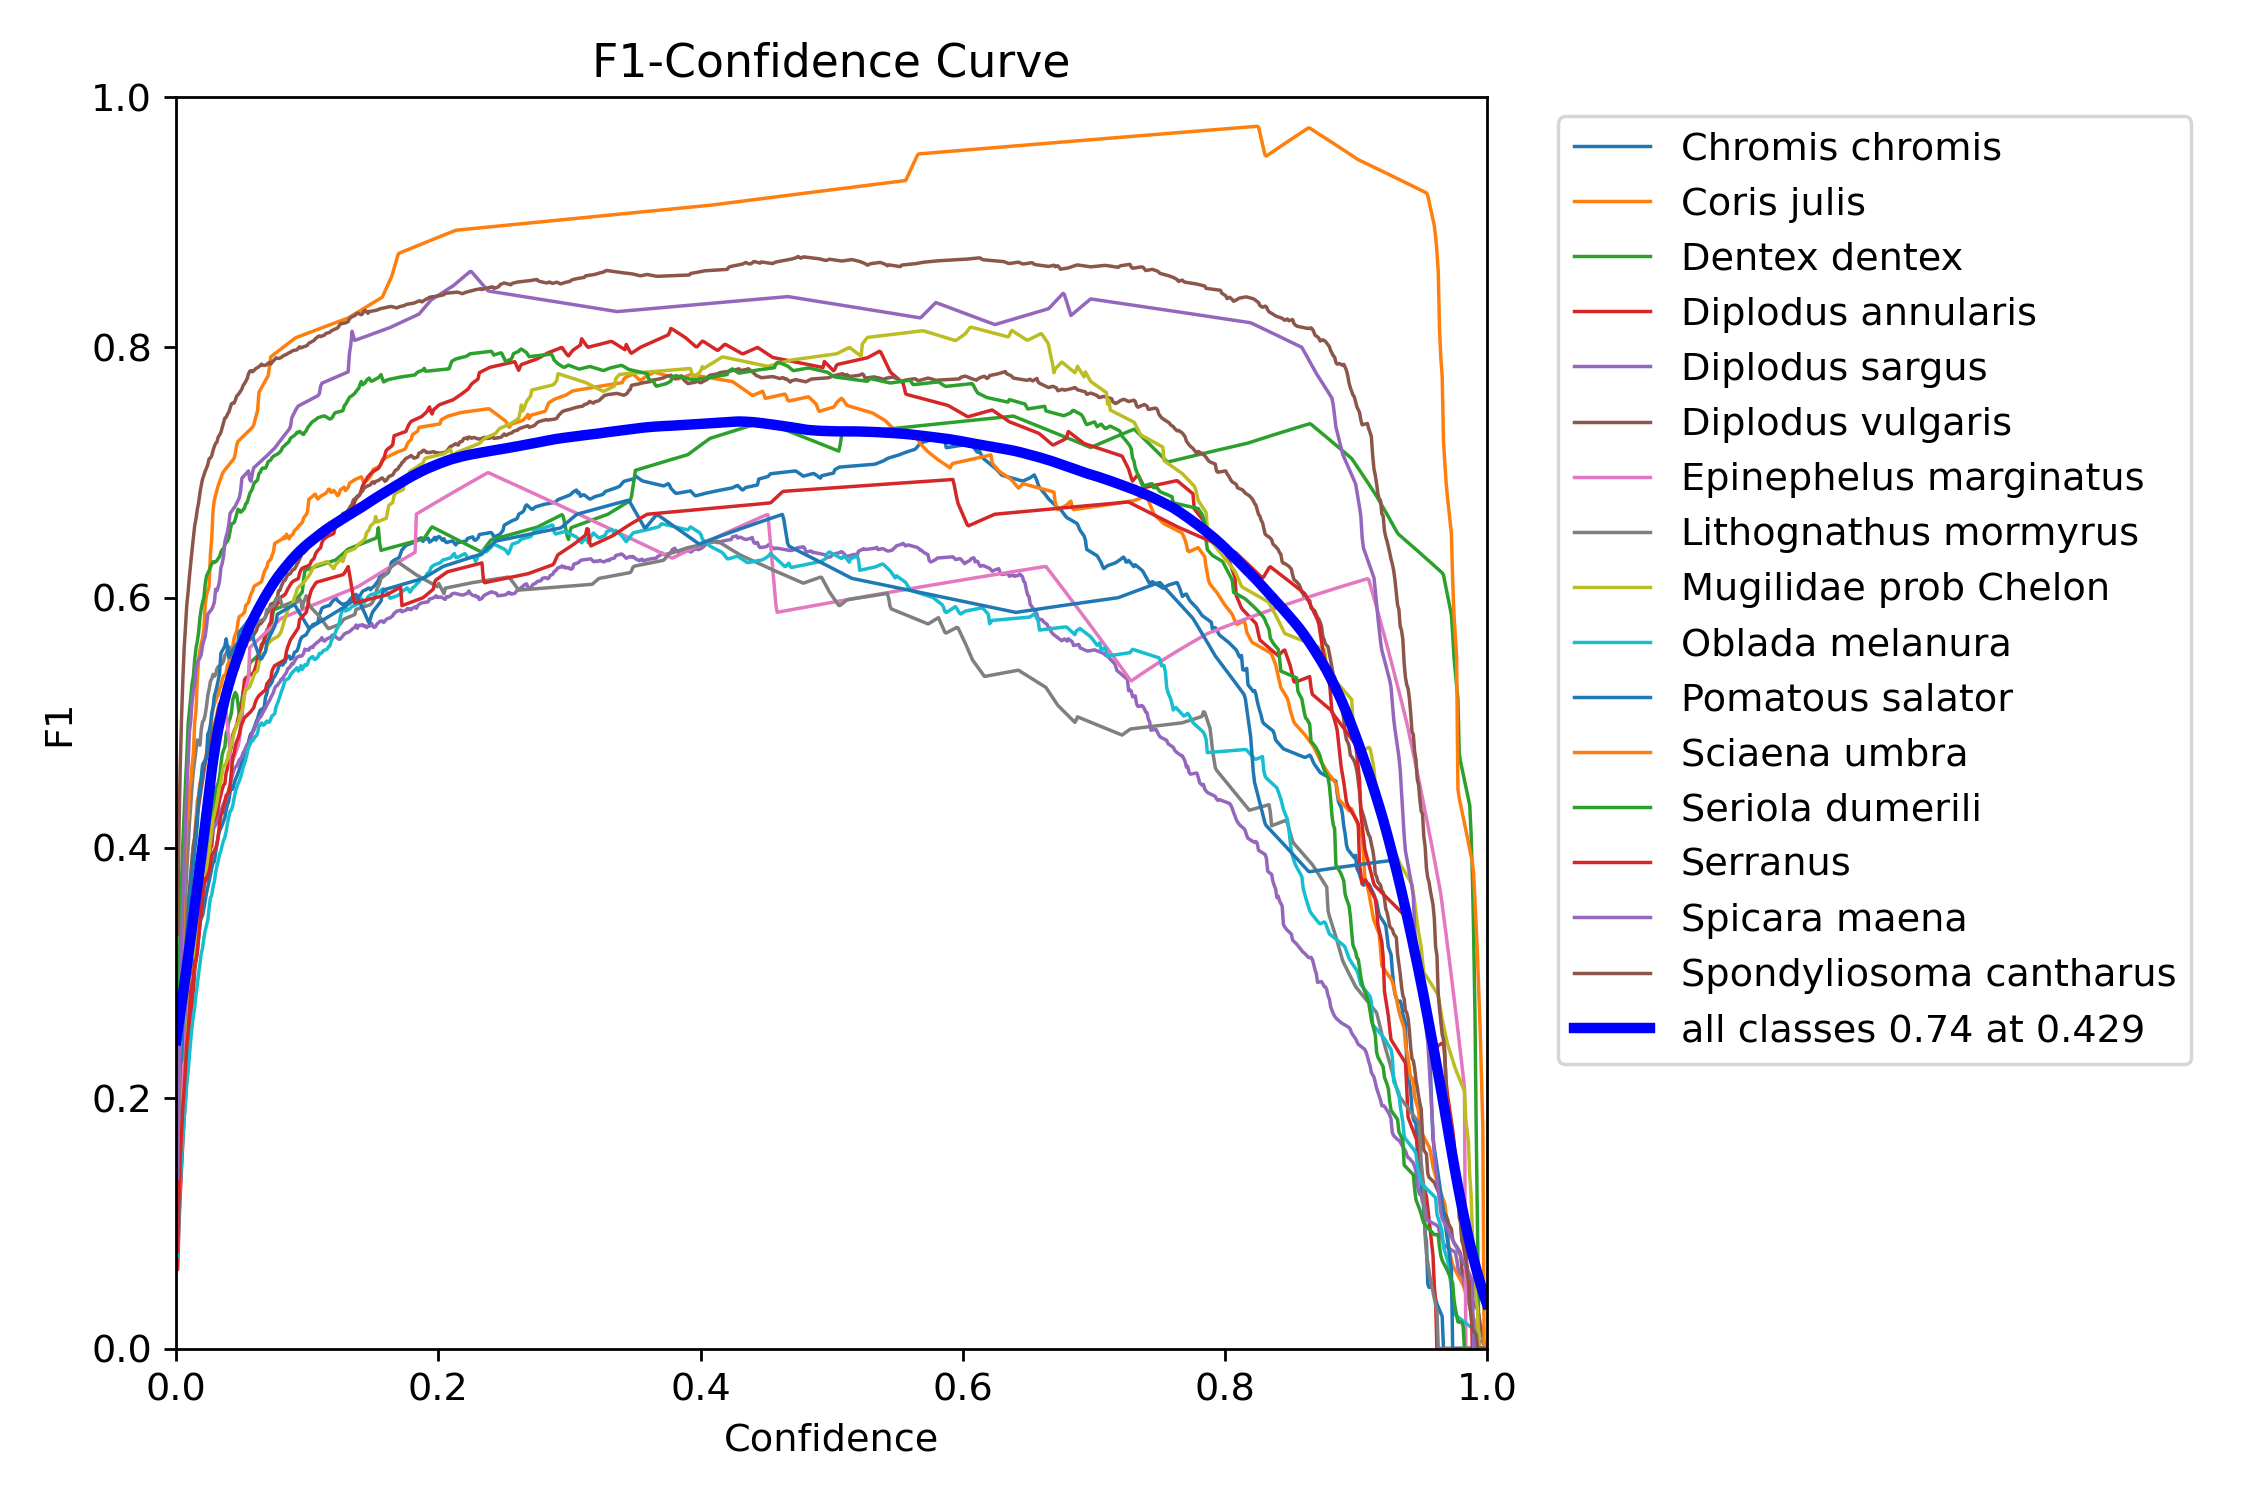 F1-Confidence Curve
1.0
0.8
0.6
0.4
0.2
0.0
F1
0.0 0.2 0.4 0.6 0.8 1.0
Confidence
Chromis chromis
Coris julis
Dentex dentex
Diplodus annularis
Diplodus sargus
Diplodus vulgaris
Epinephelus marginatus
Lithognathus mormyrus
Mugilidae prob Chelon
Oblada melanura
Pomatous salator
Sciaena umbra
Seriola dumerili
Serranus
Spicara maena
Spondyliosoma cantharus
all classes 0.74 at 0.429